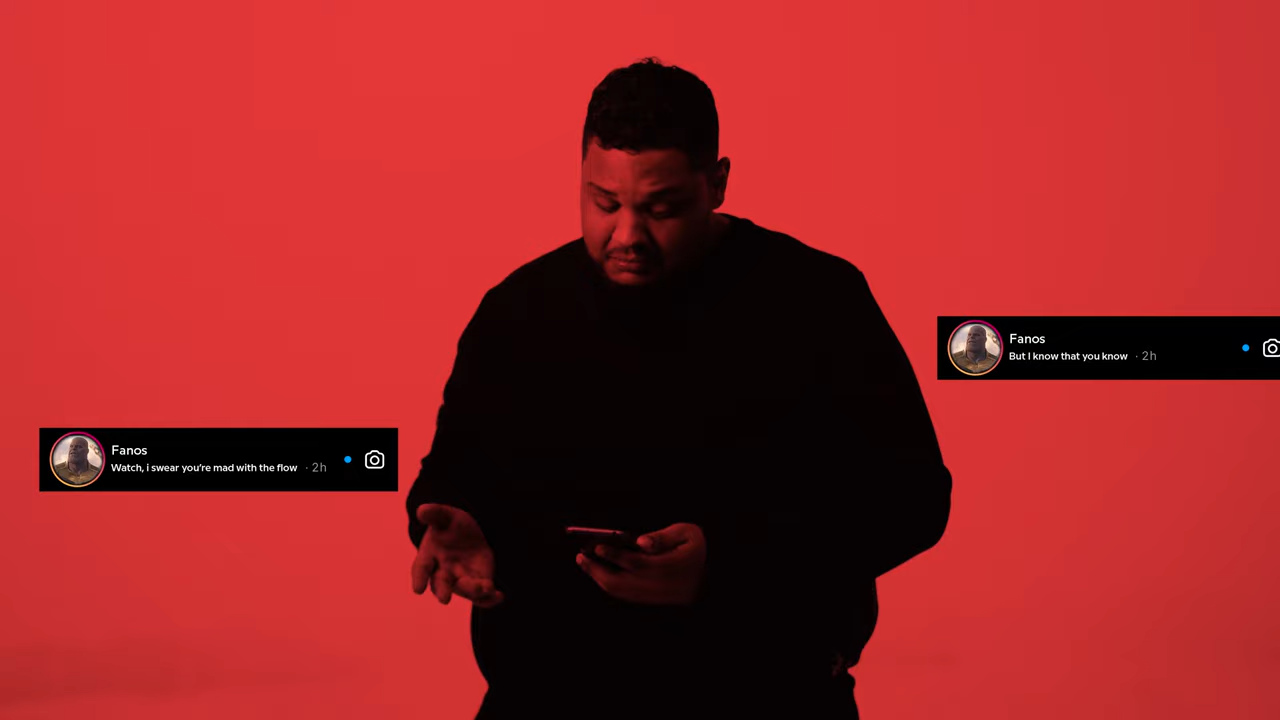 Fanos
Watch, i swear you're mad with the flow · 2h
Fanos
But I know that you know · 2h